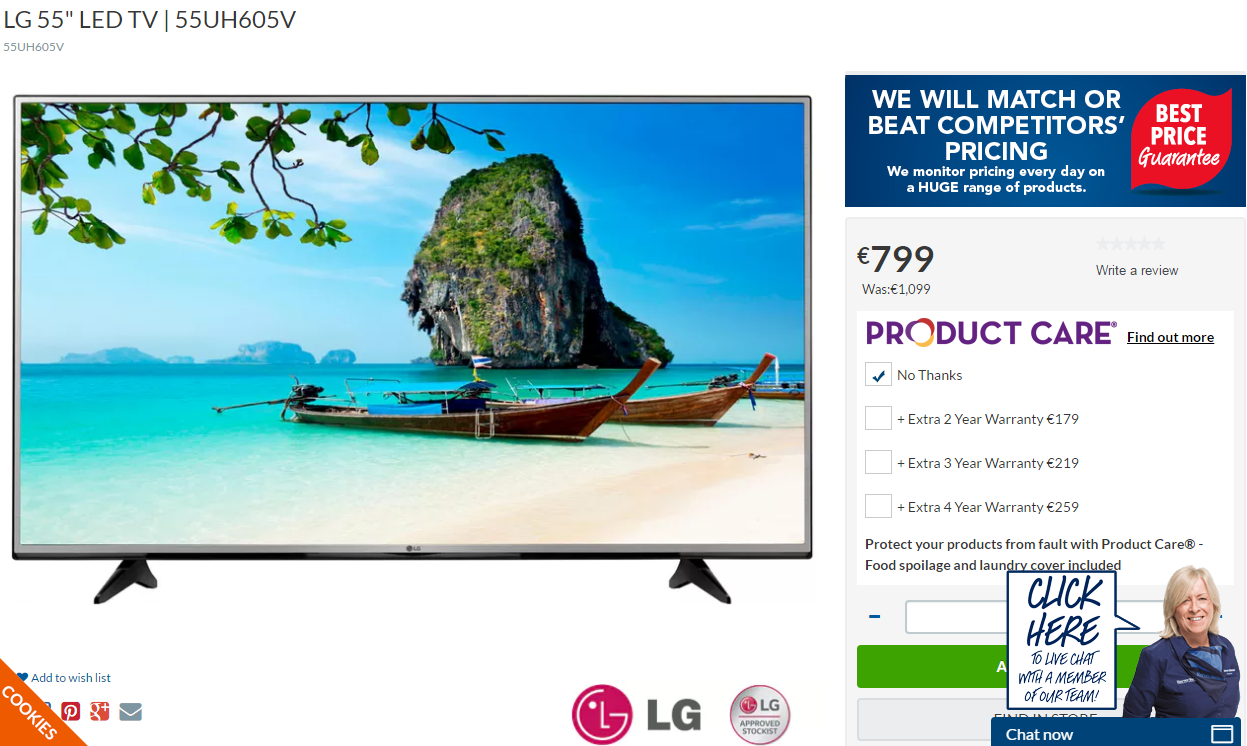 LG 55" LED TV | 55UH605V
55UH605V
WE WILL MATCH OR
BEAT COMPETITORS'
PRICING
We monitor pricing every day on
a HUGE range of products.
BEST
PRICE
Guarantee
€799
Was:€1,099
Write a review
PRODUCT CARE®
Find out more
No Thanks
+ Extra 2 Year Warranty €179
+ Extra 3 Year Warranty €219
+ Extra 4 Year Warranty €259
Protect your products from fault with Product Care® -
Food spoilage and laundry cover included
CLICK
HERE
TO LIVE CHAT
WITH A MEMBER
OF OUR TEAM!
FIND IN STORE
Chat now
LG
Add to wish list
COOKIES
LG
LG
APPROVED
STOCKIST